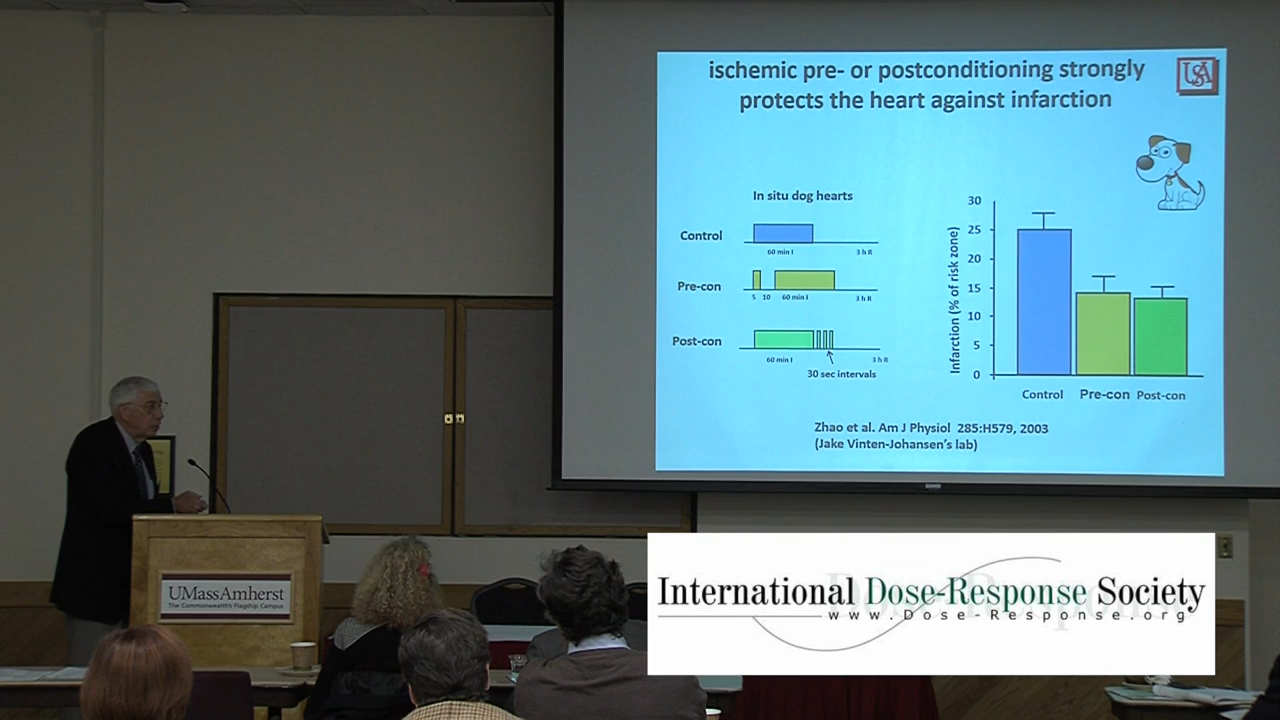 ischemic pre- or postconditioning strongly
protects the heart against infarction
USA
In situ dog hearts
Control
60 min I
3 h R
Pre-con
5 10 60 min I
3 h R
Post-con
60 min I
3 h R
30 sec intervals
Infarction (% of risk zone)
30
25
20
15
10
5
0
Control Pre-con Post-con
Zhao et al. Am J Physiol 285:H579, 2003
(Jake Vinten-Johansen's lab)
UMassAmherst
The Commonwealth's Flagship Campus
International Dose-Response Society
www.Dose-Response.org